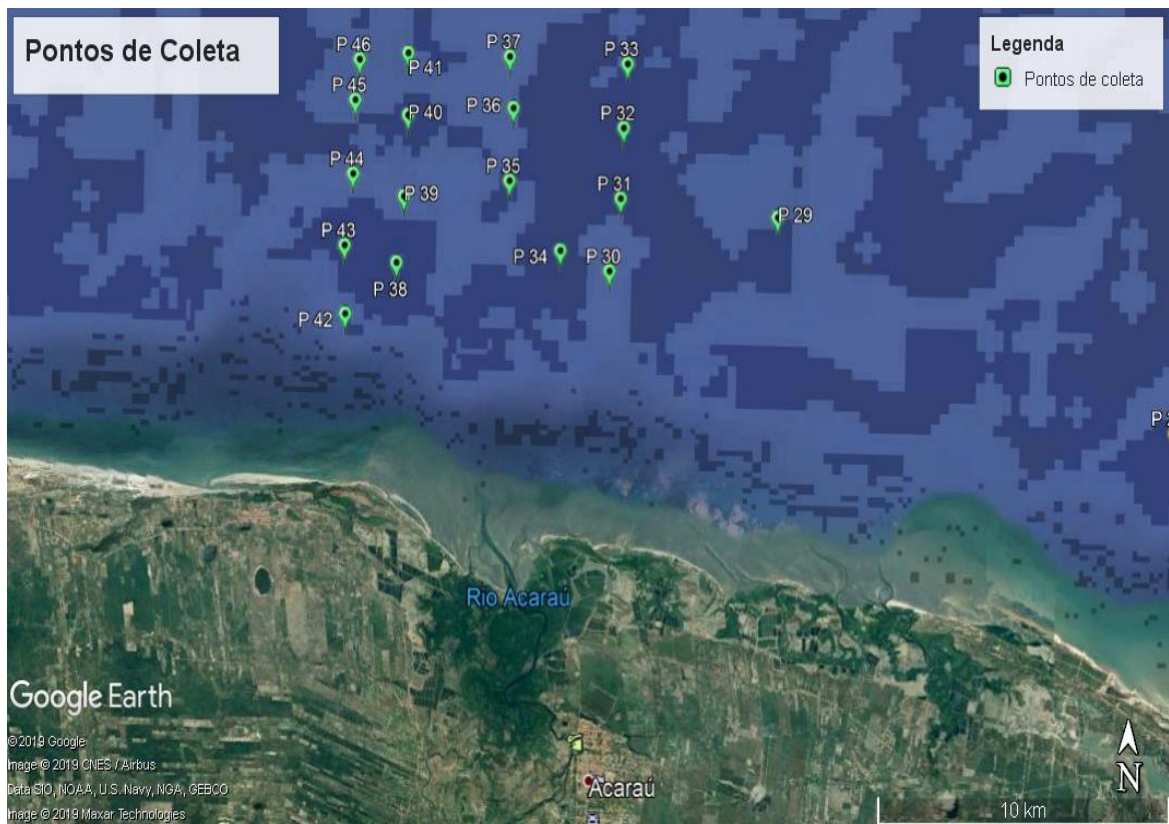 Pontos de Coleta
Legenda
Pontos de coleta
P 46
P 41
P 37
P 33
P 45
P 40
P 36
P 32
P 44
P 39
P 35
P 31
P 29
P 43
P 38
P 34
P 30
P 42
Rio Acaraú
Google Earth
©2019 Google
Image © 2019 CNES / Airbus
Data SIO, NOAA, U.S. Navy, NGA, GEBCO
Image © 2019 Maxar Technologies
Acaraú
N
10 km